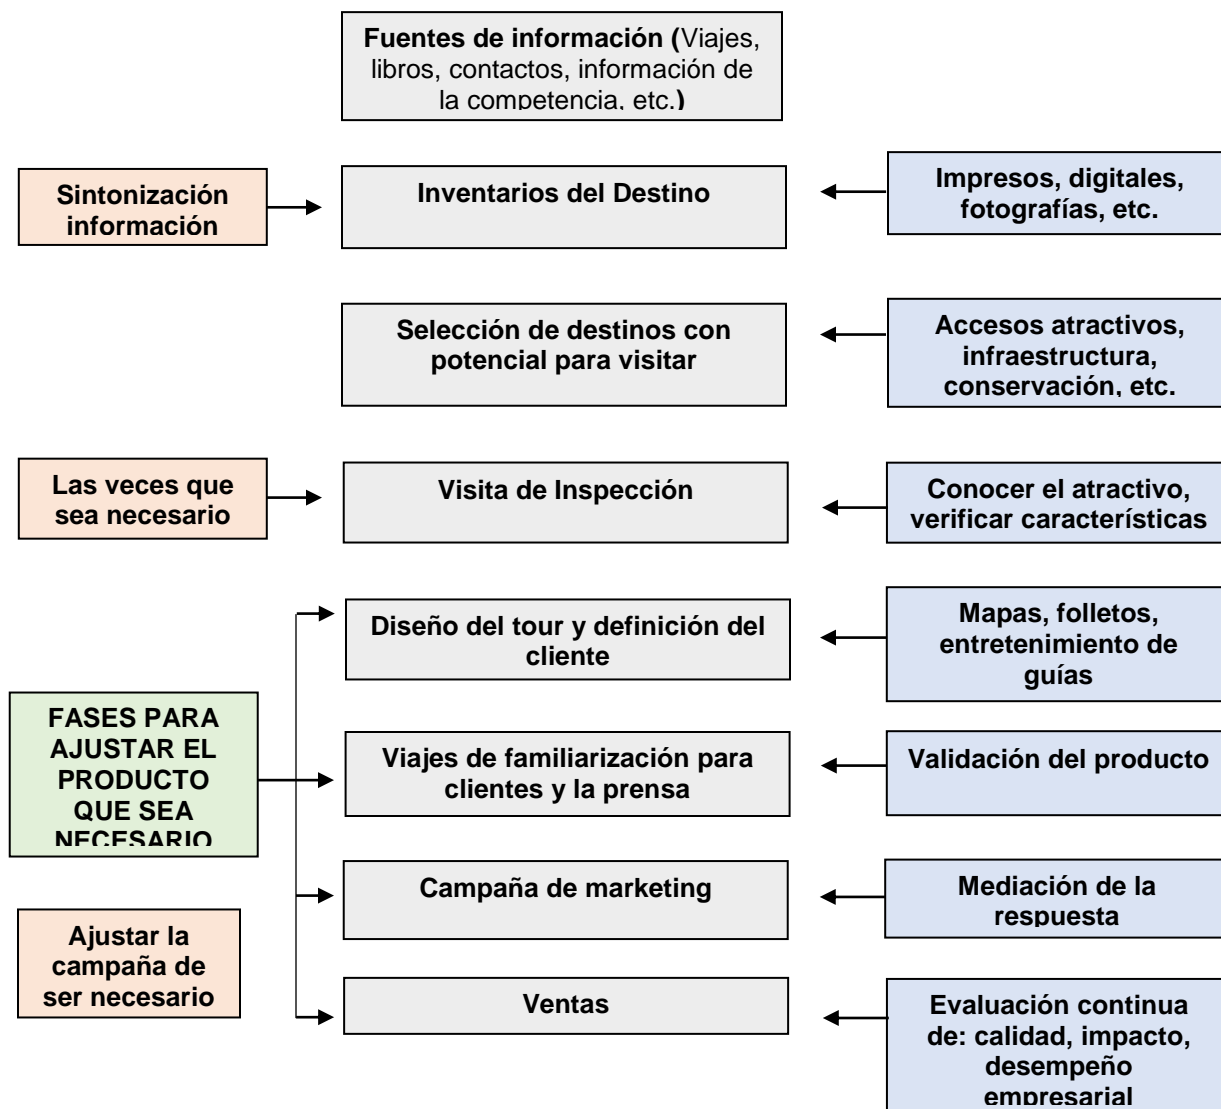 Fuentes de información (Viajes,
libros, contactos, información de
la competencia, etc.)
Sintonización
información
Inventarios del Destino
Impresos, digitales,
fotografías, etc.
Selección de destinos con
potencial para visitar
Accesos atractivos,
infraestructura,
conservación, etc.
Las veces que
sea necesario
Visita de Inspección
Conocer el atractivo,
verificar características
Diseño del tour y definición del
cliente
Mapas, folletos,
entretenimiento de
guías
FASES PARA
AJUSTAR EL
PRODUCTO
QUE SEA
NECESARIO
Viajes de familiarización para
clientes y la prensa
Validación del producto
Campaña de marketing
Mediación de la
respuesta
Ajustar la
campaña de
ser necesario
Ventas
Evaluación continua
de: calidad, impacto,
desempeño
empresarial